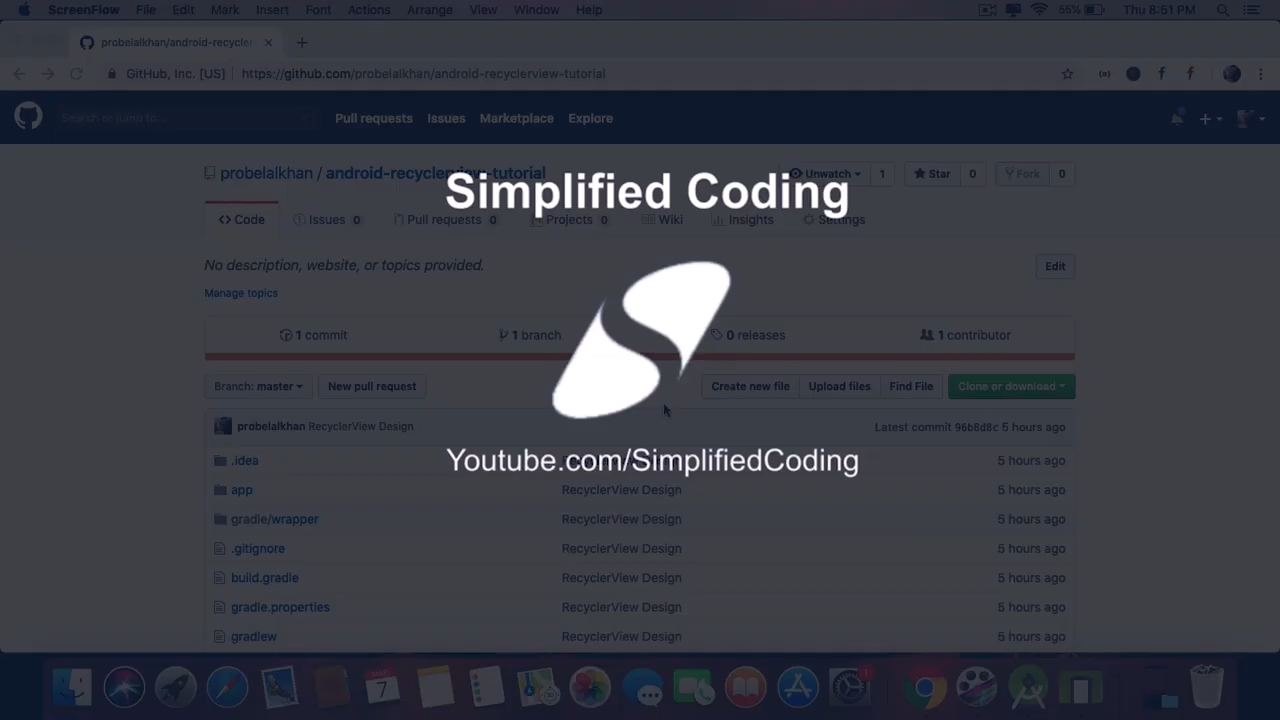 ScreenFlow File Edit Mark Insert Font Actions Arrange View Window Help 55% Thu 8:51 PM
probelalkhan/android-recycler
GitHub, Inc. [US] https://github.com/probelalkhan/android-recyclerview-tutorial
Search or jump to... Pull requests Issues Marketplace Explore
probelalkhan / android-recyclerview-tutorial Unwatch 1 Star 0 Fork 0
Simplified Coding
Code Issues 0 Pull requests 0 Projects 0 Wiki Insights Settings
No description, website, or topics provided. Edit
Manage topics
1 commit 1 branch 0 releases 1 contributor
Branch: master New pull request Create new file Upload files Find File Clone or download
probelalkhan RecyclerView Design Latest commit 96b8d8c 5 hours ago
Youtube.com/SimplifiedCoding
.idea 5 hours ago
app RecyclerView Design 5 hours ago
gradle/wrapper RecyclerView Design 5 hours ago
.gitignore RecyclerView Design 5 hours ago
build.gradle RecyclerView Design 5 hours ago
gradle.properties RecyclerView Design 5 hours ago
gradlew RecyclerView Design 5 hours ago
7
1